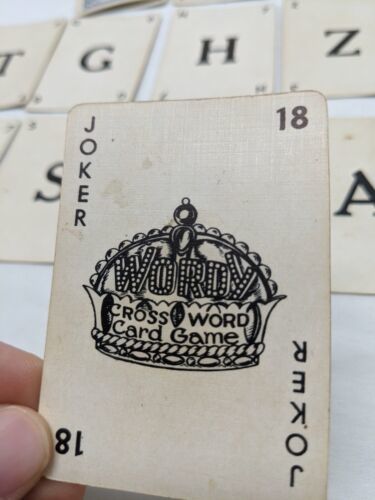 T G H Z
S A
JOKER
18
WORDY
CROSS WORD
Card Game
JOKER
18